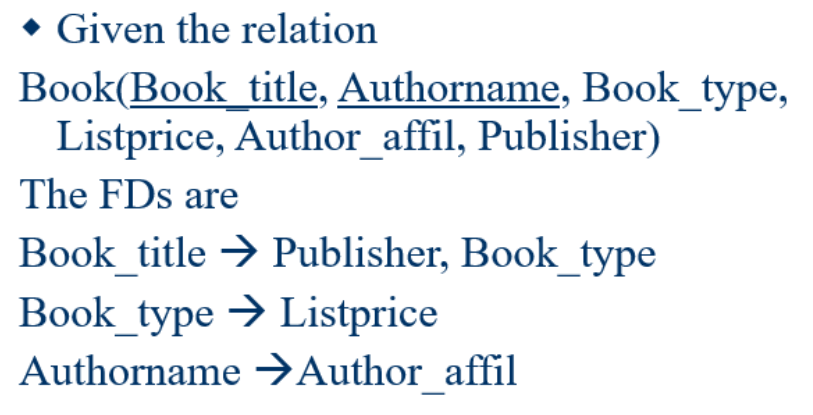 ◆ Given the relation
Book(Book_title, Authorname, Book_type,
Listprice, Author_affil, Publisher)
The FDs are
Book_title → Publisher, Book_type
Book_type → Listprice
Authorname →Author_affil